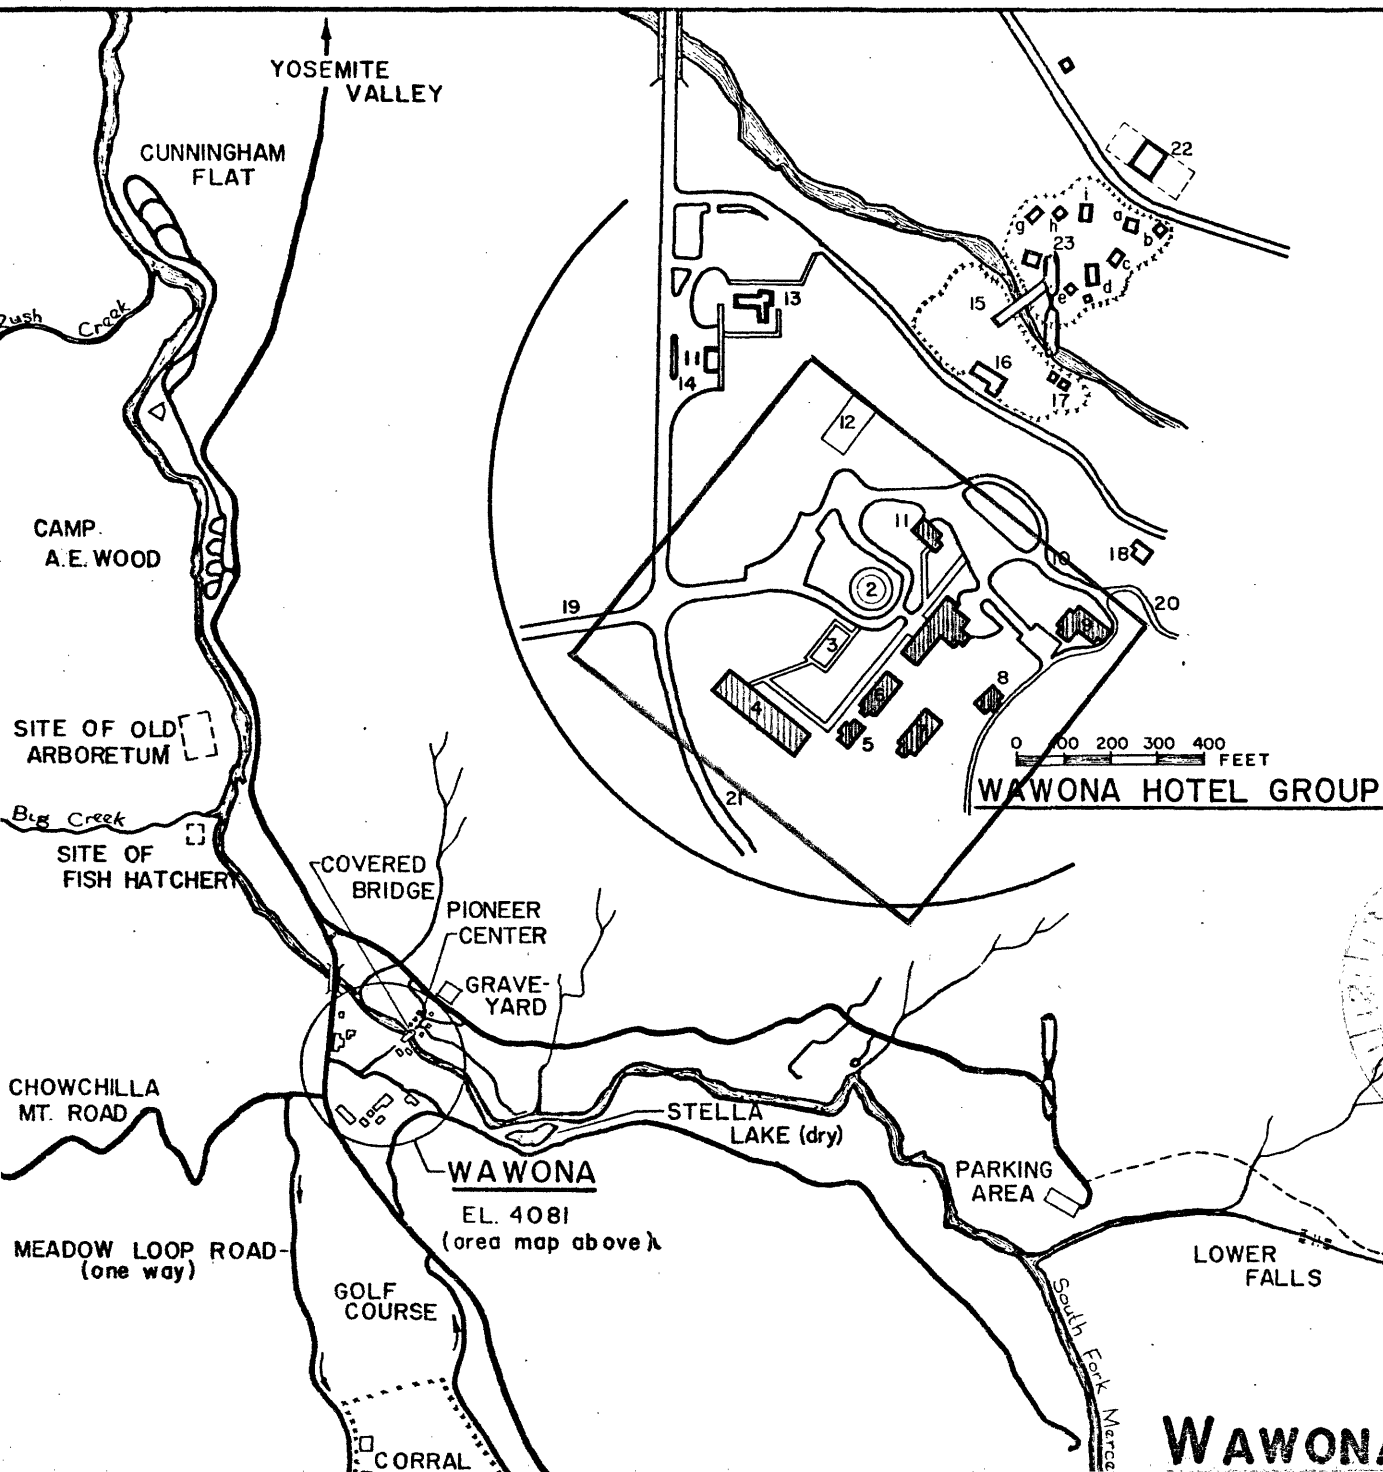 YOSEMITE
VALLEY
CUNNINGHAM
FLAT
Rush Creek
CAMP
A.E. WOOD
SITE OF OLD
ARBORETUM
Big Creek
SITE OF
FISH HATCHERY
COVERED
BRIDGE
PIONEER
CENTER
GRAVE-
YARD
CHOWCHILLA
MT. ROAD
STELLA
LAKE (dry)
WAWONA
EL. 4081
(area map above)
MEADOW LOOP ROAD
(one way)
GOLF
COURSE
CORRAL
PARKING
AREA
LOWER
FALLS
South Fork Merce
22
g
h
i
a
b
23
c
d
e
15
16
17
13
14
12
11
2
10
18
20
19
3
9
8
4
6
5
21
0 100 200 300 400
FEET
WAWONA HOTEL GROUP
WAWONA